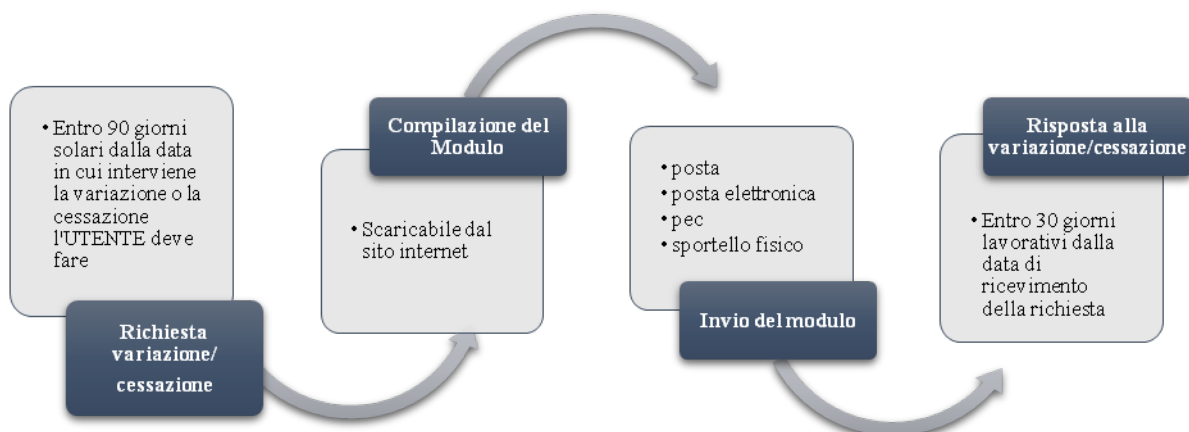 • Entro 90 giorni
solari dalla data
in cui interviene
la variazione o la
cessazione
l'UTENTE deve
fare
Richiesta
variazione/
cessazione
Compilazione del
Modulo
• Scaricabile dal
sito internet
• posta
• posta elettronica
• pec
• sportello fisico
Invio del modulo
Risposta alla
variazione/cessazione
• Entro 30 giorni
lavorativi dalla
data di
ricevimento
della richiesta